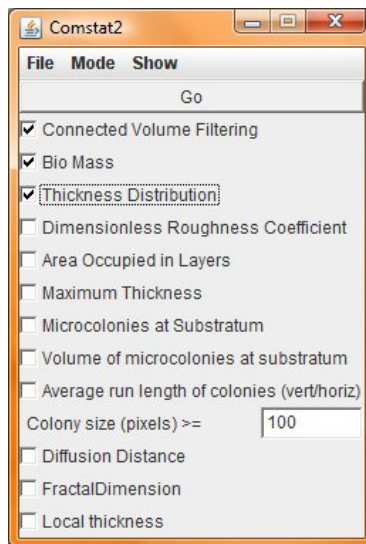 Comstat2
File Mode Show
Go
Connected Volume Filtering
Bio Mass
Thickness Distribution
Dimensionless Roughness Coefficient
Area Occupied in Layers
Maximum Thickness
Microcolonies at Substratum
Volume of microcolonies at substratum
Average run length of colonies (vert/horiz)
Colony size (pixels) >= 100
Diffusion Distance
FractalDimension
Local thickness